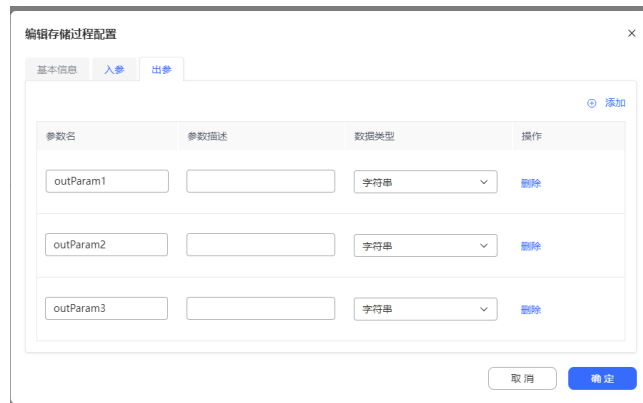 编辑存储过程配置
基本信息 入参 出参
添加
参数名 参数描述 数据类型 操作
outParam1 字符串 删除
outParam2 字符串 删除
outParam3 字符串 删除
取消 确定